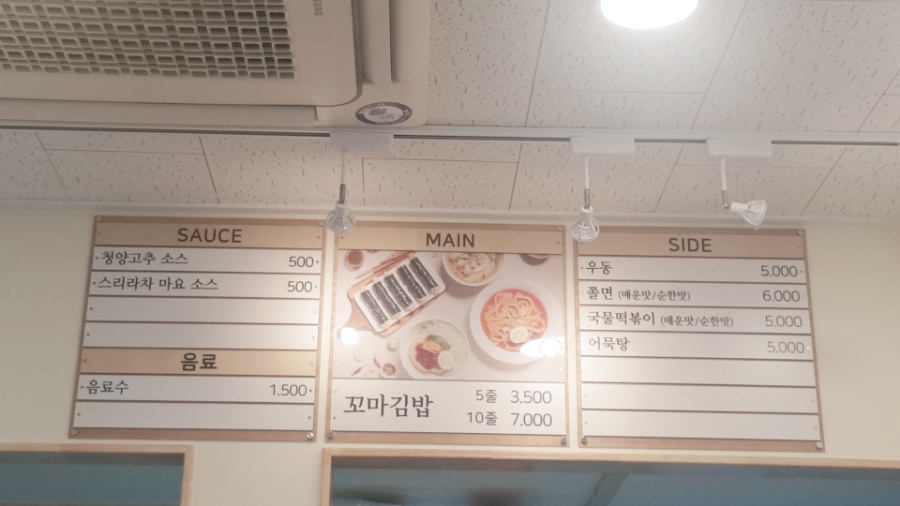 SAUCE
청양고추 소스 500
스리라차 마요 소스 500
음료
음료수 1.500
MAIN
꼬마김밥
5줄 3.500
10줄 7.000
SIDE
우동 5.000
쫄면 (매운맛/순한맛) 6.000
국물떡볶이 (매운맛/순한맛) 5.000
어묵탕 5.000